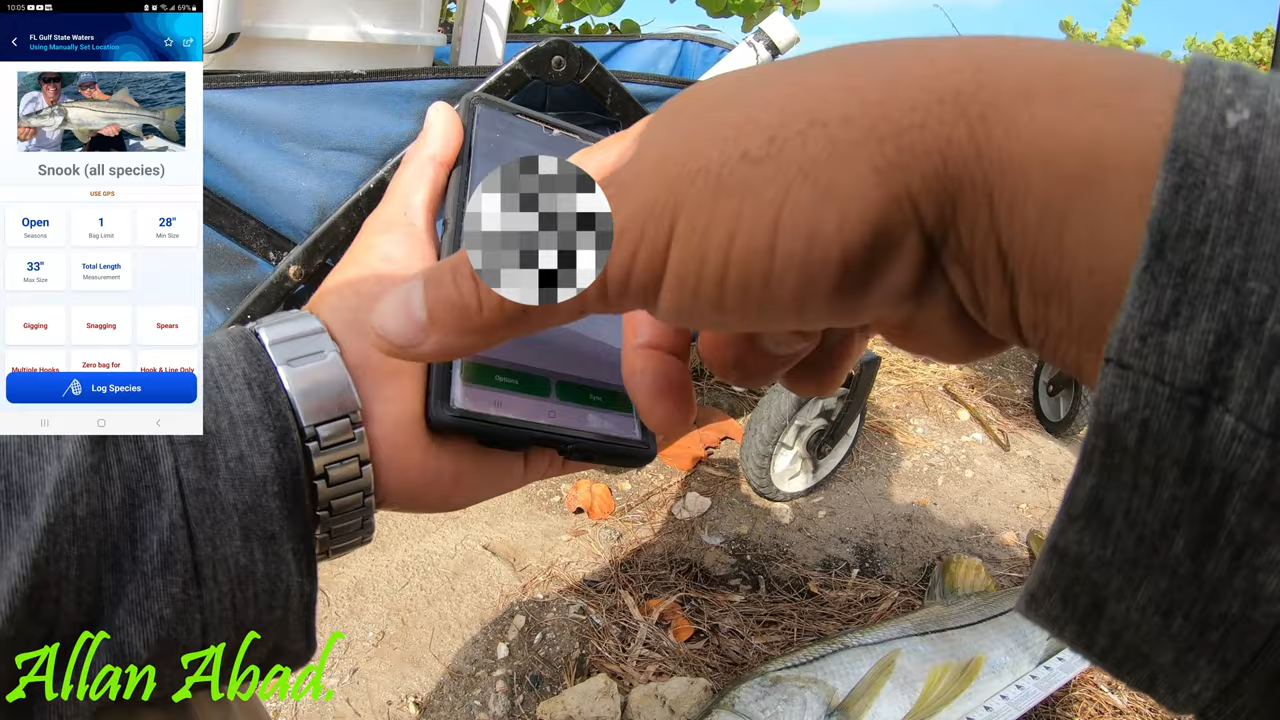 10:05
69%
FL Gulf State Waters
Using Manually Set Location
Snook (all species)
USE GPS
Open
Seasons
1
Bag Limit
28"
Min Size
33"
Max Size
Total Length
Measurement
Gigging
Snagging
Spears
Multiple Hooks
Zero bag for
Hook & Line Only
Log Species
Options
Sync
Allan Abad.